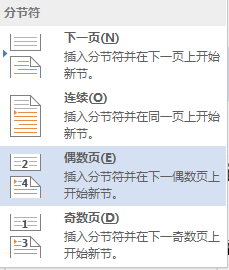 分节符
下一页(N)
插入分节符并在下一页上开始
新节。
连续(O)
插入分节符并在同一页上开始
新节。
2
4
偶数页(E)
插入分节符并在下一偶数页上
开始新节。
1
3
奇数页(D)
插入分节符并在下一奇数页上
开始新节。